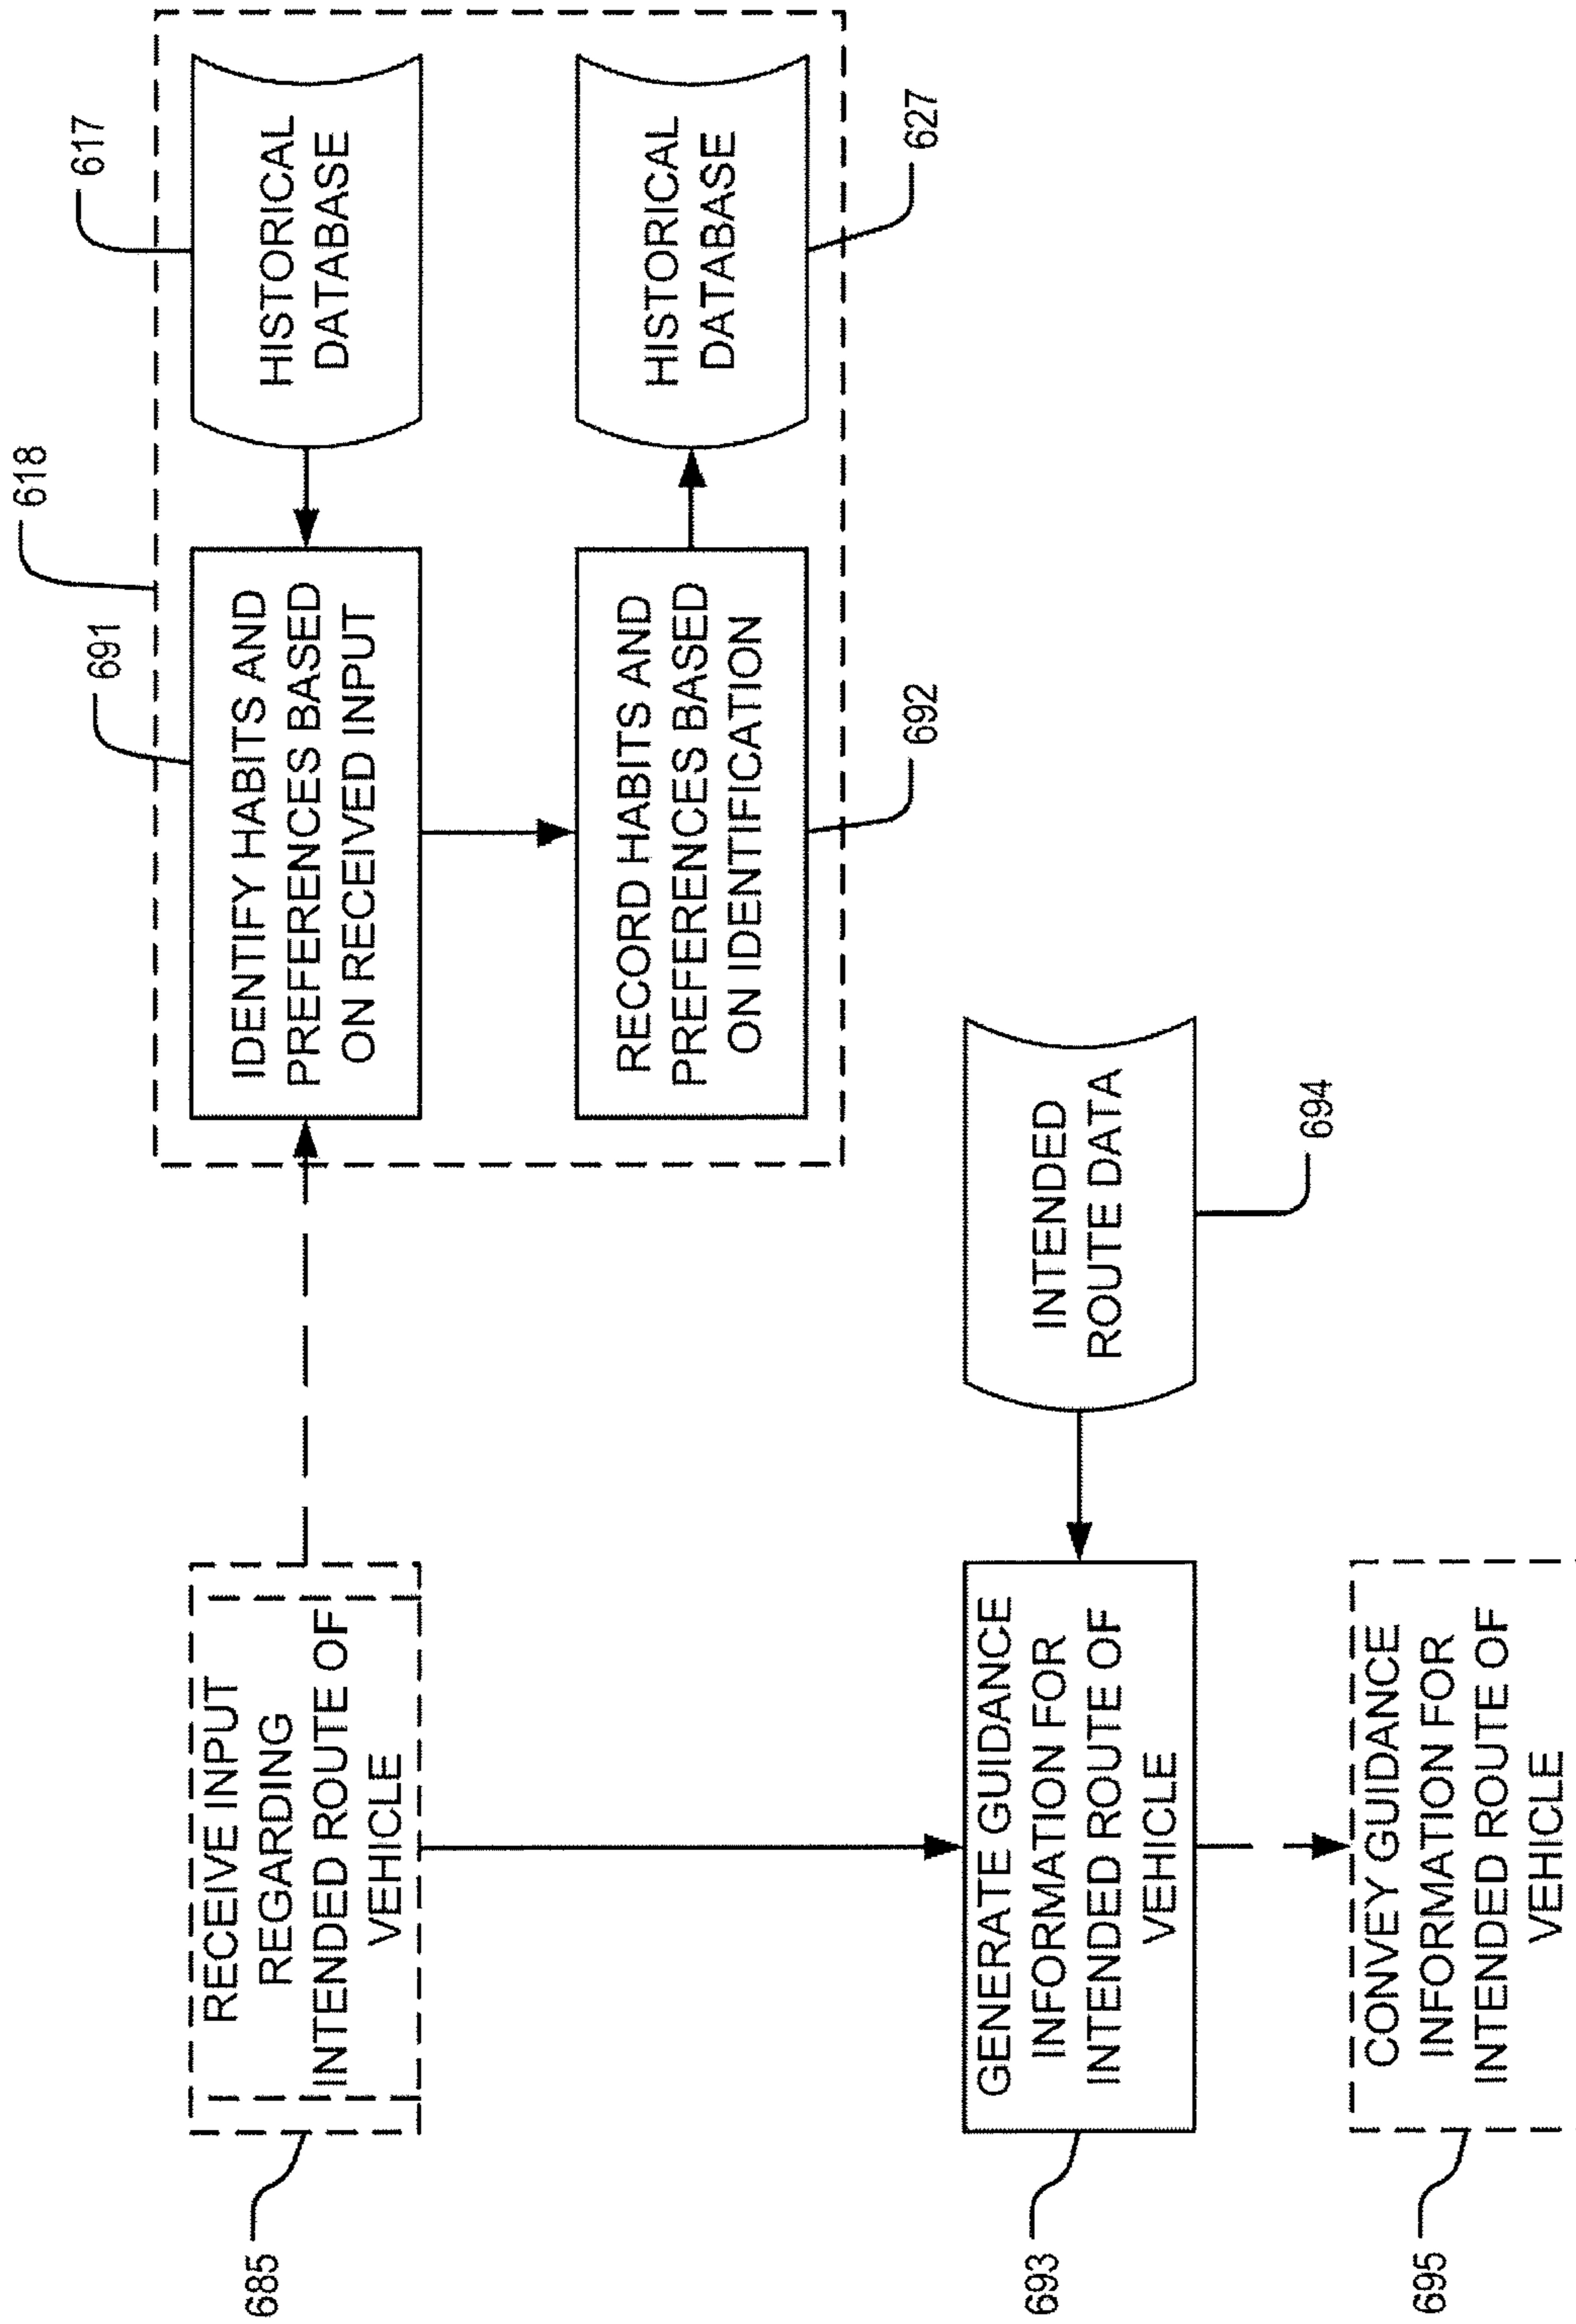 618
691
617
IDENTIFY HABITS AND
PREFERENCES BASED
ON RECEIVED INPUT
HISTORICAL
DATABASE
685
RECEIVE INPUT
REGARDING
INTENDED ROUTE OF
VEHICLE
RECORD HABITS AND
PREFERENCES BASED
ON IDENTIFICATION
HISTORICAL
DATABASE
692
627
693
GENERATE GUIDANCE
INFORMATION FOR
INTENDED ROUTE OF
VEHICLE
INTENDED
ROUTE DATA
694
695
CONVEY GUIDANCE
INFORMATION FOR
INTENDED ROUTE OF
VEHICLE